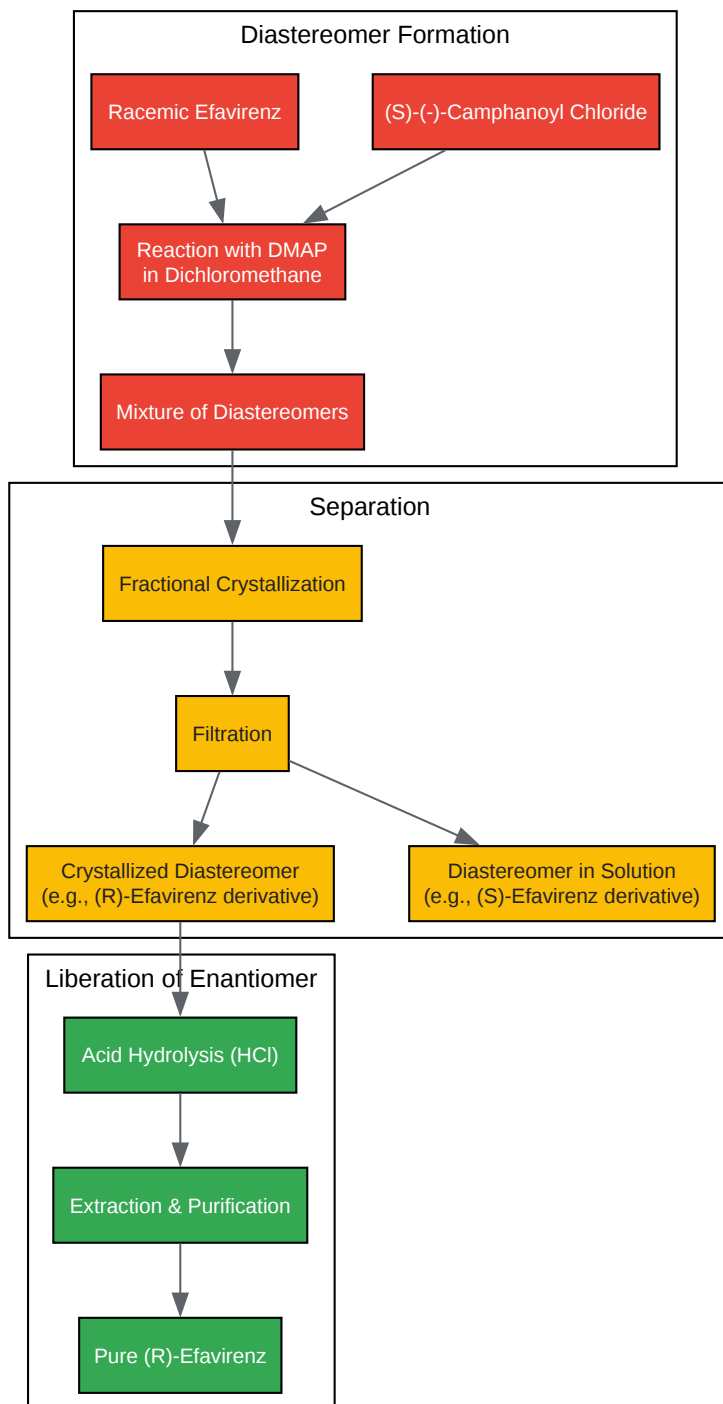 Diastereomer Formation
Racemic Efavirenz
(S)-(-)-Camphanoyl Chloride
Reaction with DMAP
in Dichloromethane
Mixture of Diastereomers
Separation
Fractional Crystallization
Filtration
Crystallized Diastereomer
(e.g., (R)-Efavirenz derivative)
Diastereomer in Solution
(e.g., (S)-Efavirenz derivative)
Liberation of Enantiomer
Acid Hydrolysis (HCl)
Extraction & Purification
Pure (R)-Efavirenz